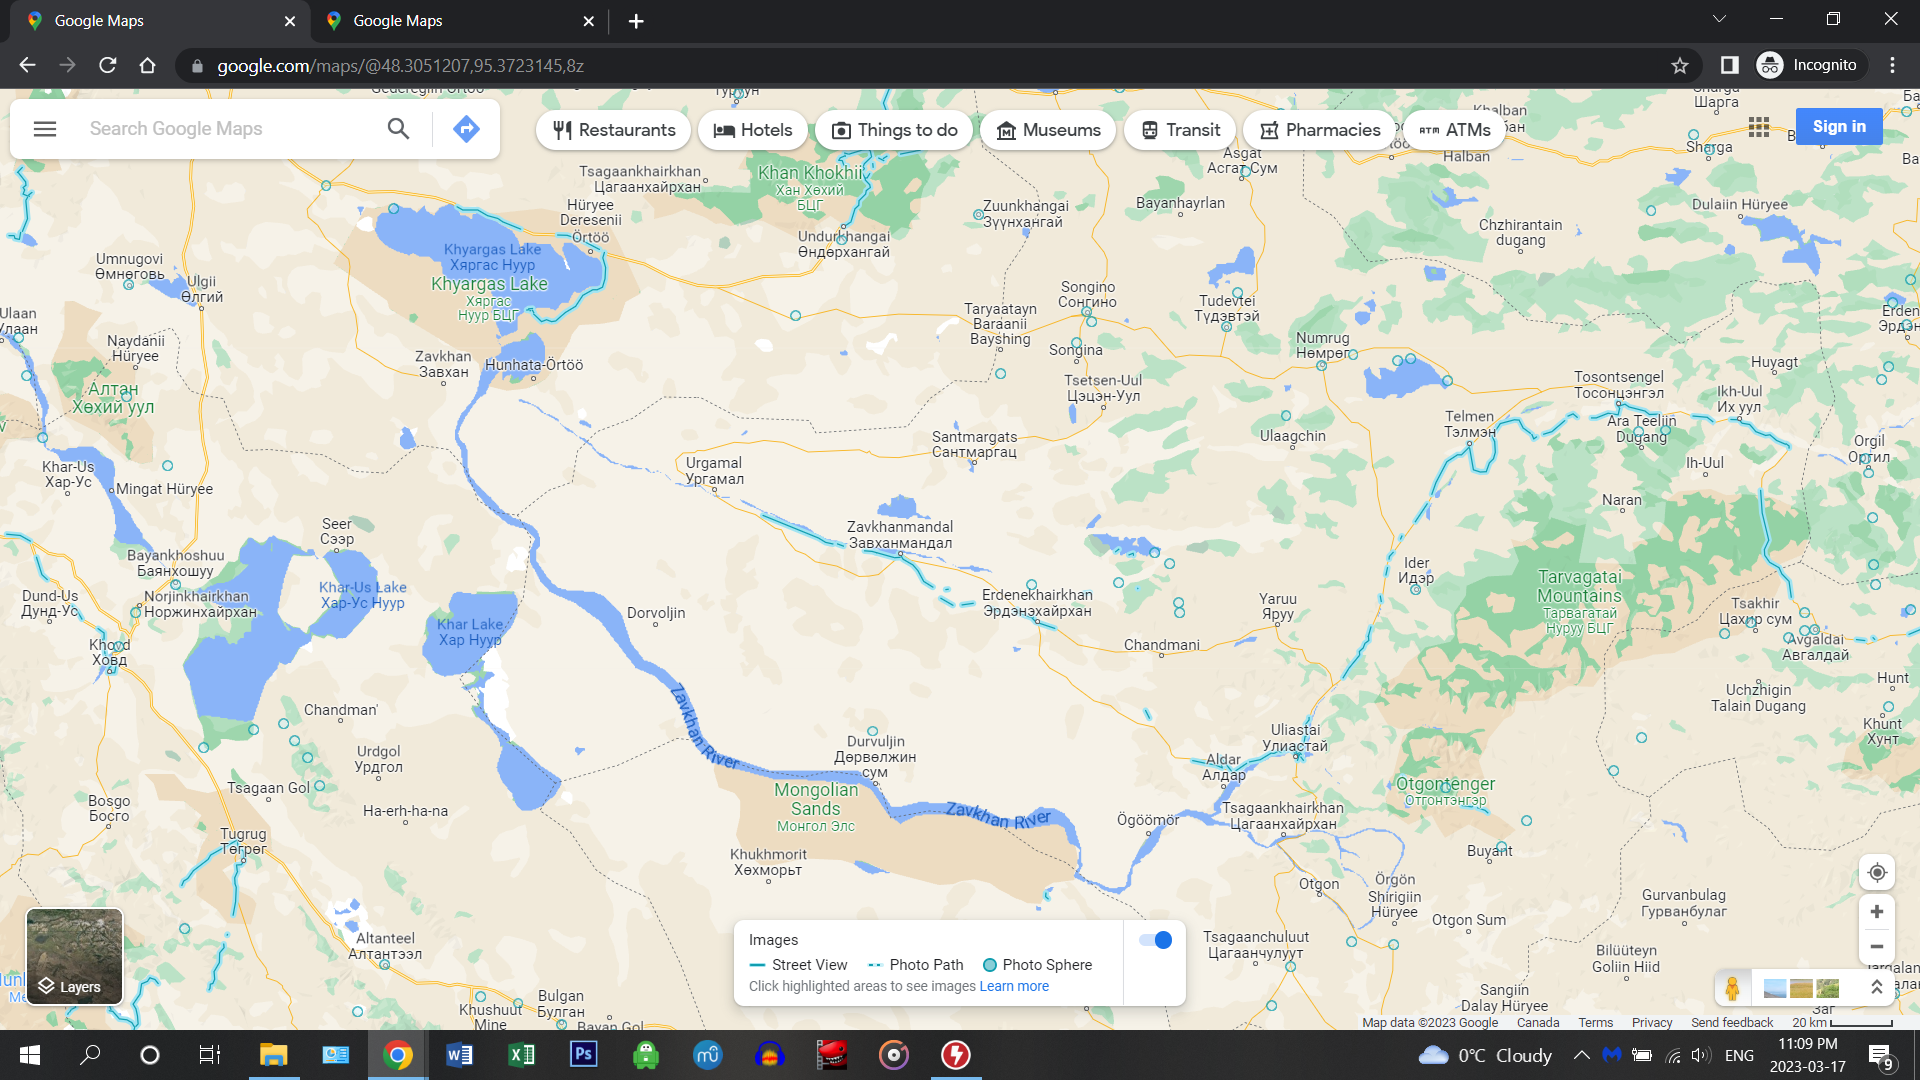 Google Maps
Google Maps
google.com/maps/@48.3051207,95.3723145,8z
Incognito
Search Google Maps
Restaurants
Hotels
Things to do
Museums
Transit
Pharmacies
ATMs
Sign in
Шарга
Sharga
Halban
Asgat
Асгат Сум
Tsagaankhairkhan
Цагаанхайрхан
Khan Khokhii
Хан Хөхий
БЦГ
Hüryee
Deresenii
Örtöö
Zuunkhangai
Зүүнхангай
Bayanhayrlan
Dulaiin Hüryee
Chzhirantain
dugang
Undurkhangai
Өндөрхангай
Khyargas Lake
Хяргас Нуур
Khyargas Lake
Хяргас
Нуур БЦГ
Umnugovi
Өмнөговь
Ulgii
Өлгий
Ulaan
Улаан
Naydanii
Hüryee
Songino
Сонгино
Tudevtei
Түдэвтэй
Taryaatayn
Baraanii
Bayshing
Songina
Numrug
Нөмрөг
Huyagt
Zavkhan
Завхан
Hunhata-Örtöö
Алтан
Хөхий уул
Tsetsen-Uul
Цэцэн-Уул
Tosontsengel
Тосонцэнгэл
Ikh-Uul
Их уул
Telmen
Тэлмэн
Ara Teeliin
Dugang
Ulaagchin
Santmargats
Сантмаргац
Orgil
Оргил
Ih-Uul
Urgamal
Ургамал
Khar-Us
Хар-Ус
Mingat Hüryee
Naran
Seer
Сээр
Zavkhanmandal
Завханмандал
Bayankhoshuu
Баянхошуу
Ider
Идэр
Tarvagatai
Mountains
Тарвагатай
Нуруу БЦГ
Khar-Us Lake
Хар-Ус Нуур
Dund-Us
Дунд-Ус
Norjinkhairkhan
Норжинхайрхан
Erdenekhairkhan
Эрдэнэхайрхан
Yaruu
Яруу
Tsakhir
Цахир сум
Dorvoljin
Khar Lake
Хар Нуур
Khovd
Ховд
Chandmani
Avgaldai
Авгалдай
Hunt
Uchzhigin
Talain Dugang
Chandman'
Khunt
Хунт
Zavkhan River
Uliastai
Улиастай
Durvuljin
Дөрвөлжин
сум
Urdgol
Урдгол
Aldar
Алдар
Tsagaan Gol
Mongolian
Sands
Монгол Элс
Otgontenger
Отгонтэнгэр
Bosgo
Босго
Ha-erh-ha-na
Zavkhan River
Ögöömör
Tsagaankhairkhan
Цагаанхайрхан
Tugrug
Төгрөг
Khukhmorit
Хөхморьт
Buyant
Otgon
Örgön
Shirigiin
Hüryee
Gurvanbulag
Гурванбулаг
Otgon Sum
Altanteel
Алтантээл
Tsagaanchuluut
Цагаанчулуут
Bilüüteyn
Goliin Hiid
Khushuut
Mine
Bulgan
Булган
Bayan Gol
Sangiin
Dalay Hüryee
Layers
Images
Street View
Photo Path
Photo Sphere
Click highlighted areas to see images Learn more
Map data ©2023 Google
Canada
Terms
Privacy
Send feedback
20 km
0°C Cloudy
ENG
11:09 PM
2023-03-17
9